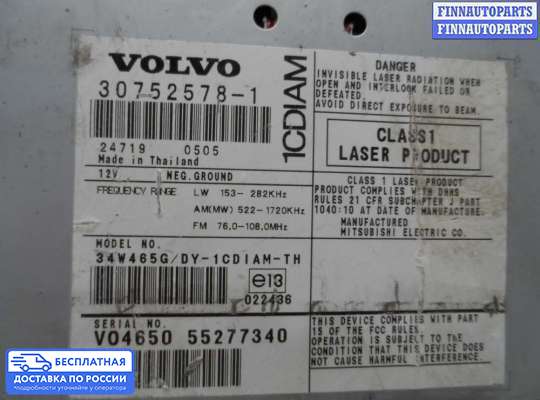 FINNAUTOPARTS
FINNAUTOPARTS
VOLVO
30752578-1
1CDIAM
24719 0505
Made in Thailand
12V NEG.GROUND
FREQUENCY RANGE LW 153-282KHz
AM(MW) 522-1720KHz
FM 76.0-108.0MHz
MODEL NO.
34W465G/DY-1CDIAM-TH
e13
022436
SERIAL NO.
VO4650 55277340
DANGER
INVISIBLE LASER RADIATION WHEN
OPEN AND INTERLOCK FAILED OR
DEFEATED.
AVOID DIRECT EXPOSURE TO BEAM.
CLASS1
LASER PRODUCT
CLASS 1 LASER PRODUCT
PRODUCT COMPLIES WITH DHHS
RULES 21 CFR SUBCHAPTER J PART
1040:10 AT DATE OF MANUFACTURE.
MANUFACTURED
MITSUBISHI ELECTRIC CO.
THIS DEVICE COMPLIES WITH PART
15 OF THE FCC RULES.
OPERATION IS SUBJECT TO THE
CONDITION THAT THIS DEVICE DOES
NOT CAUSE HARMFUL INTERFERENCE.
БЕСПЛАТНАЯ
ДОСТАВКА ПО РОССИИ
подробности уточняйте у оператора